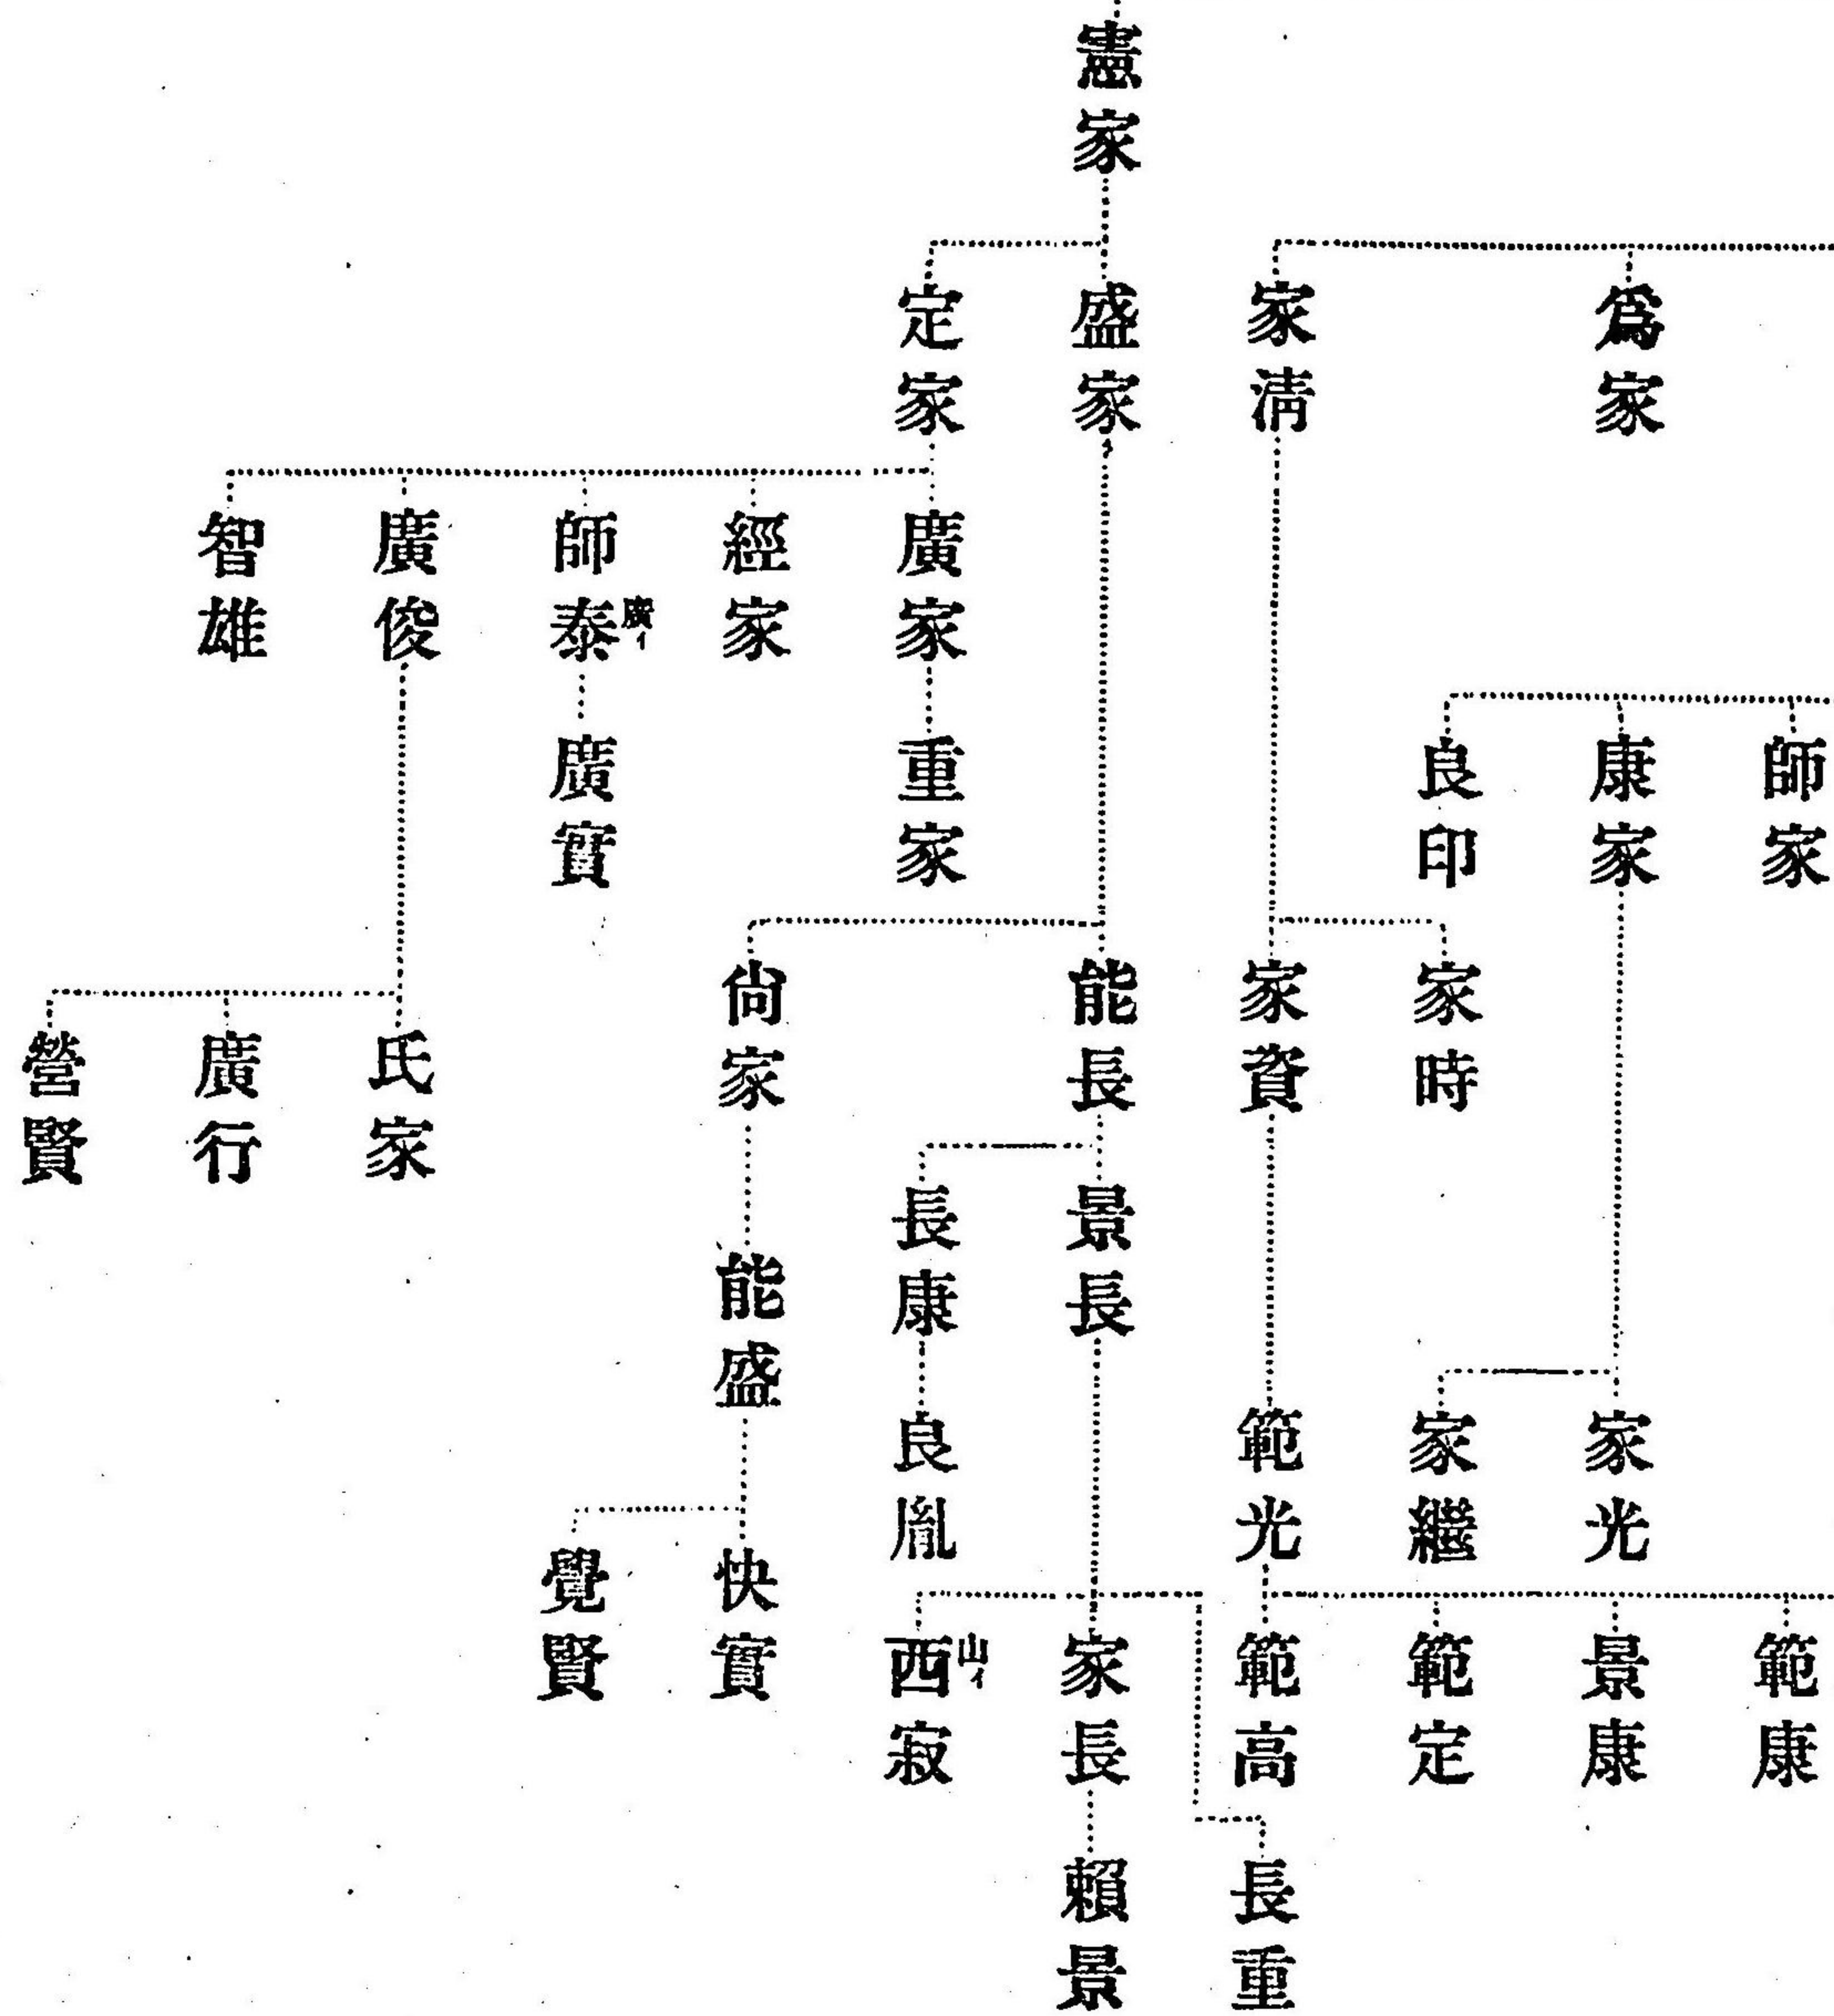 師家
範康
爲家
康家
家光
景康
良印
家時
家繼
範定
家淸
家資
範光
範高
長重
憲家
盛家
能長
景長
家長
賴景
定家
廣家
重家
長康
良胤
西寂
山イ
經家
尙家
能盛
快實
師泰
廣イ
廣實
覺賢
廣俊
氏家
智雄
廣行
營賢